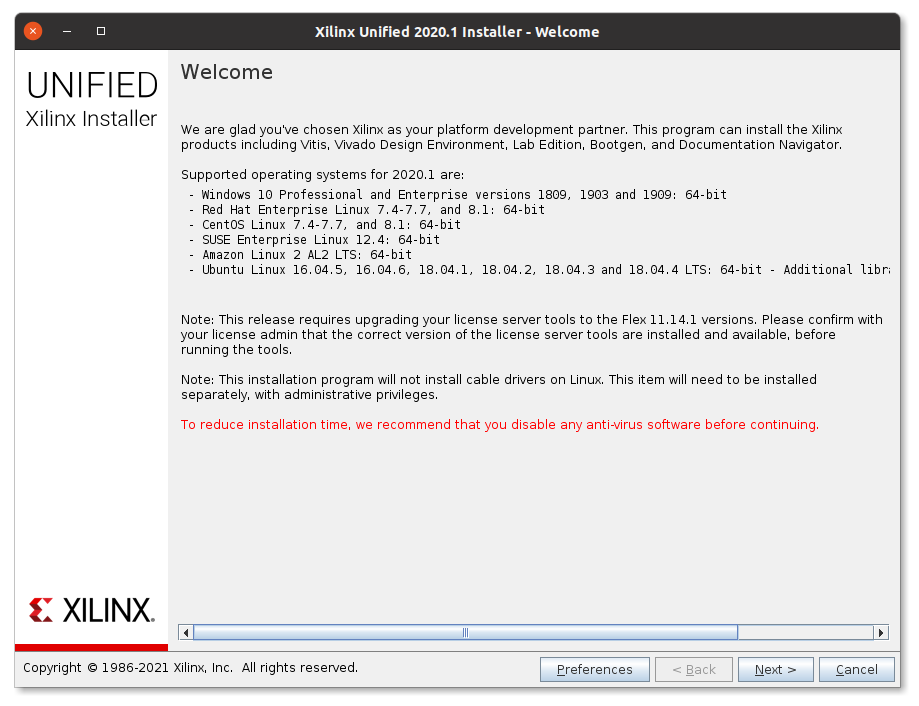 Xilinx Unified 2020.1 Installer - Welcome
UNIFIED
Xilinx Installer
Welcome
We are glad you've chosen Xilinx as your platform development partner. This program can install the Xilinx
products including Vitis, Vivado Design Environment, Lab Edition, Bootgen, and Documentation Navigator.
Supported operating systems for 2020.1 are:
- Windows 10 Professional and Enterprise versions 1809, 1903 and 1909: 64-bit
- Red Hat Enterprise Linux 7.4-7.7, and 8.1: 64-bit
- CentOS Linux 7.4-7.7, and 8.1: 64-bit
- SUSE Enterprise Linux 12.4: 64-bit
- Amazon Linux 2 AL2 LTS: 64-bit
- Ubuntu Linux 16.04.5, 16.04.6, 18.04.1, 18.04.2, 18.04.3 and 18.04.4 LTS: 64-bit - Additional
Note: This release requires upgrading your license server tools to the Flex 11.14.1 versions. Please confirm with
your license admin that the correct version of the license server tools are installed and available, before
running the tools.
Note: This installation program will not install cable drivers on Linux. This item will need to be installed
separately, with administrative privileges.
To reduce installation time, we recommend that you disable any anti-virus software before continuing.
XILINX.
Copyright © 1986-2021 Xilinx, Inc. All rights reserved.
Preferences
< Back
Next >
Cancel